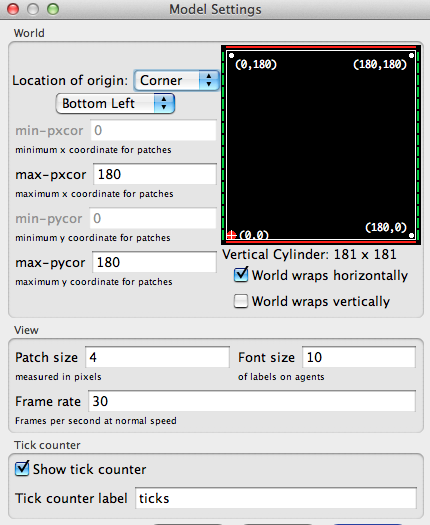 Model Settings
World
Location of origin: Corner
Bottom Left
min-pxcor 0
minimum x coordinate for patches
max-pxcor 180
maximum x coordinate for patches
min-pycor 0
minimum y coordinate for patches
max-pycor 180
maximum y coordinate for patches
(0,180) (180,180)
(0,0) (180,0)
Vertical Cylinder: 181 x 181
World wraps horizontally
World wraps vertically
View
Patch size 4 Font size 10
measured in pixels of labels on agents
Frame rate 30
Frames per second at normal speed
Tick counter
Show tick counter
Tick counter label ticks